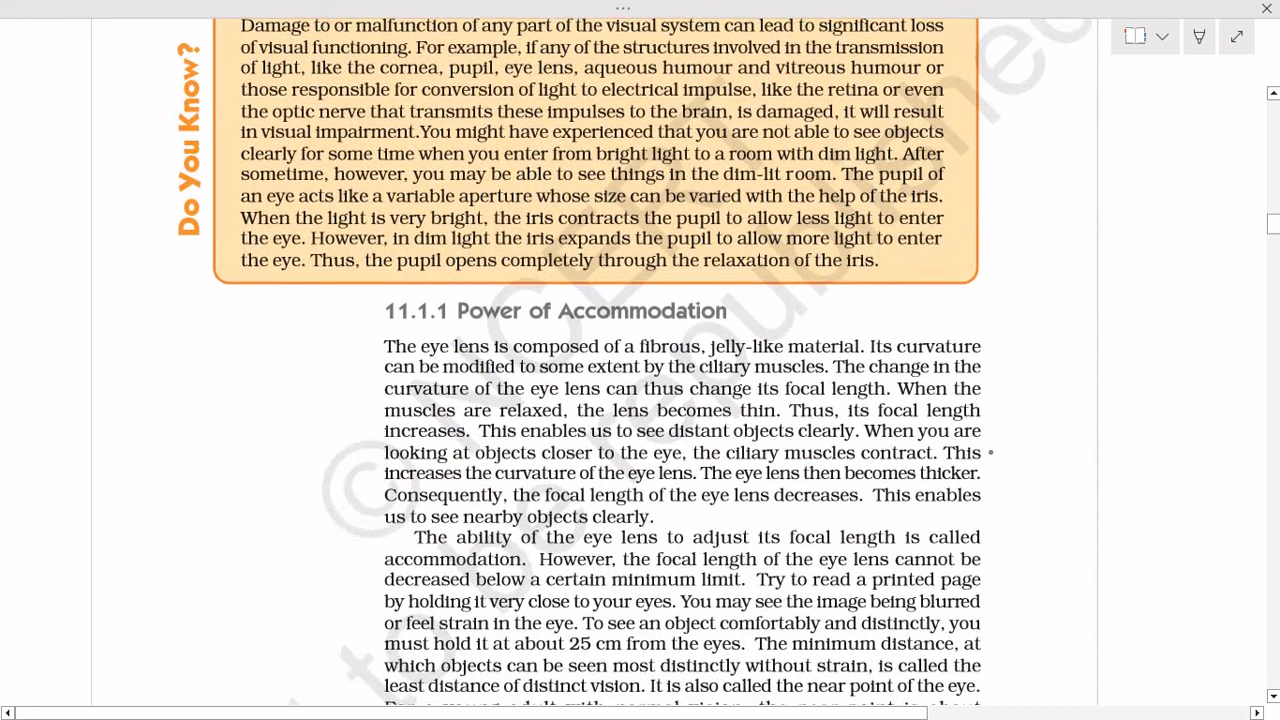 Damage to or malfunction of any part of the visual system can lead to significant loss
of visual functioning. For example, if any of the structures involved in the transmission
of light, like the cornea, pupil, eye lens, aqueous humour and vitreous humour or
those responsible for conversion of light to electrical impulse, like the retina or even
the optic nerve that transmits these impulses to the brain, is damaged, it will result
in visual impairment.You might have experienced that you are not able to see objects
clearly for some time when you enter from bright light to a room with dim light. After
sometime, however, you may be able to see things in the dim-lit room. The pupil of
an eye acts like a variable aperture whose size can be varied with the help of the iris.
When the light is very bright, the iris contracts the pupil to allow less light to enter
the eye. However, in dim light the iris expands the pupil to allow more light to enter
the eye. Thus, the pupil opens completely through the relaxation of the iris.
Do You Know?
11.1.1 Power of Accommodation
The eye lens is composed of a fibrous, jelly-like material. Its curvature
can be modified to some extent by the ciliary muscles. The change in the
curvature of the eye lens can thus change its focal length. When the
muscles are relaxed, the lens becomes thin. Thus, its focal length
increases. This enables us to see distant objects clearly. When you are
looking at objects closer to the eye, the ciliary muscles contract. This
increases the curvature of the eye lens. The eye lens then becomes thicker.
Consequently, the focal length of the eye lens decreases. This enables
us to see nearby objects clearly.
The ability of the eye lens to adjust its focal length is called
accommodation. However, the focal length of the eye lens cannot be
decreased below a certain minimum limit. Try to read a printed page
by holding it very close to your eyes. You may see the image being blurred
or feel strain in the eye. To see an object comfortably and distinctly, you
must hold it at about 25 cm from the eyes. The minimum distance, at
which objects can be seen most distinctly without strain, is called the
least distance of distinct vision. It is also called the near point of the eye.
For a young adult with normal vision, the near point is about
© NCERT
to be republished